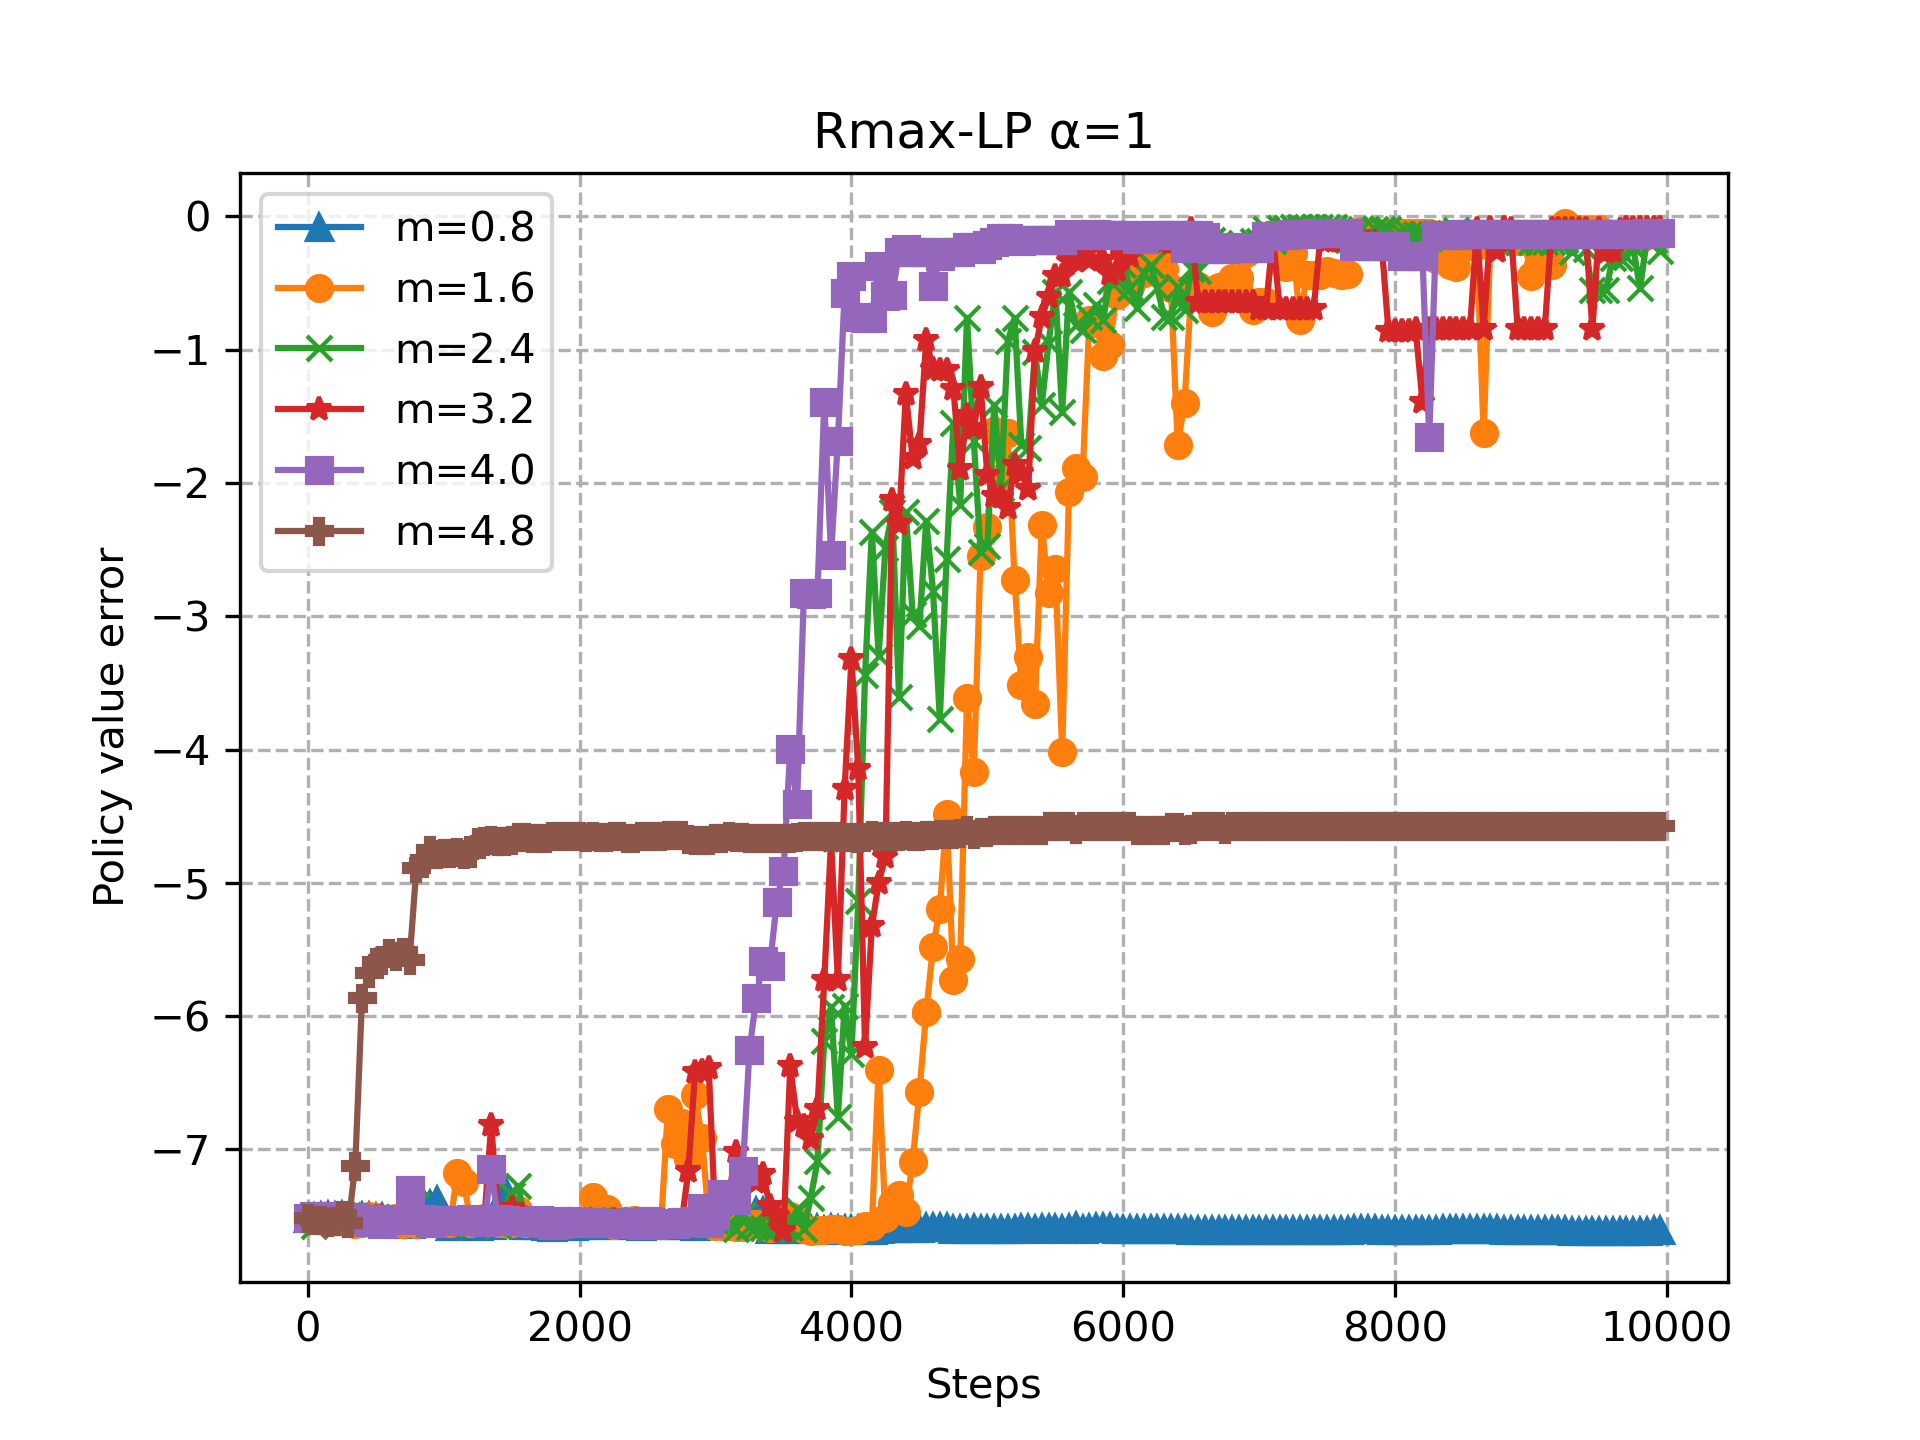 Rmax-LP α=1
m=0.8
m=1.6
m=2.4
m=3.2
m=4.0
m=4.8
Policy value error
0
−1
−2
−3
−4
−5
−6
−7
0 2000 4000 6000 8000 10000
Steps